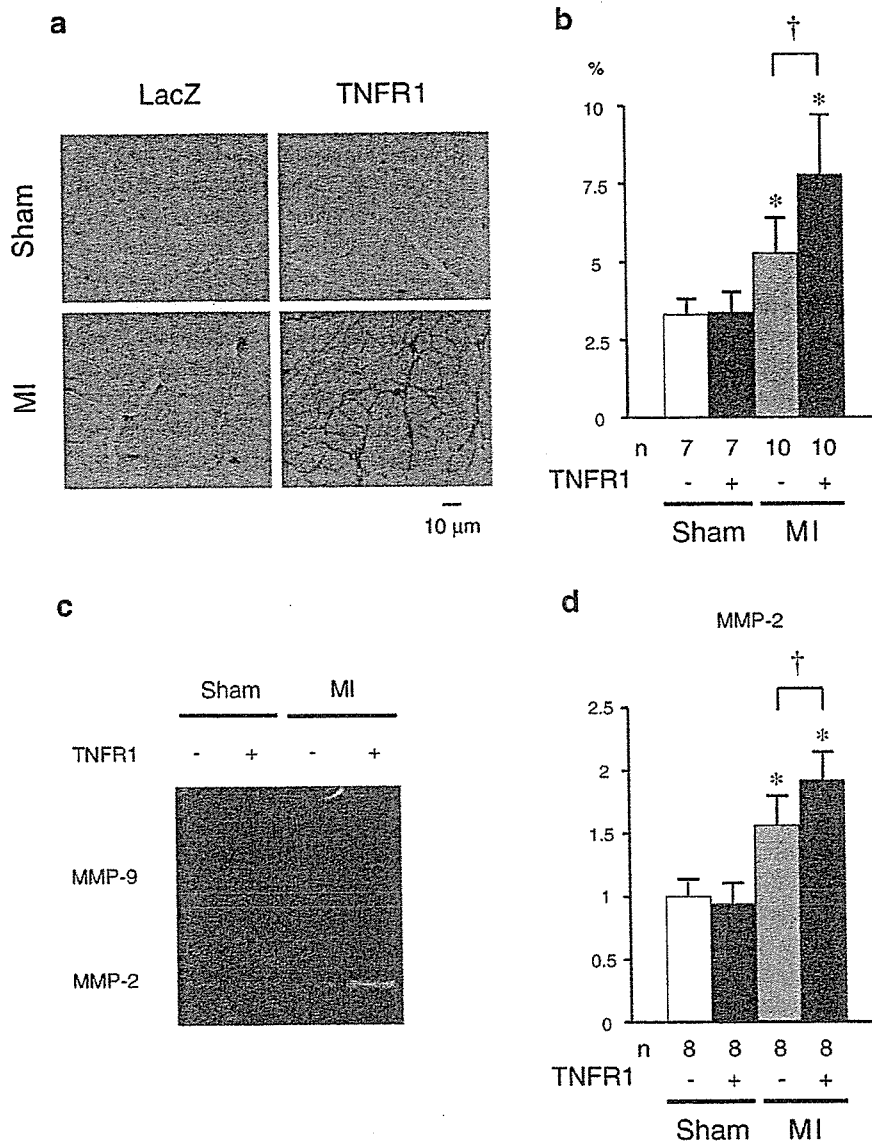 a
LacZ TNFR1
Sham
MI
10 μm
b
†
%
10
7.5
5
2.5
0
*
*
n 7 7 10 10
TNFR1 - + - +
Sham MI
c
Sham MI
TNFR1 - + - +
MMP-9
MMP-2
d
MMP-2
†
2.5
2
1.5
1
0.5
0
*
*
n 8 8 8 8
TNFR1 - + - +
Sham MI